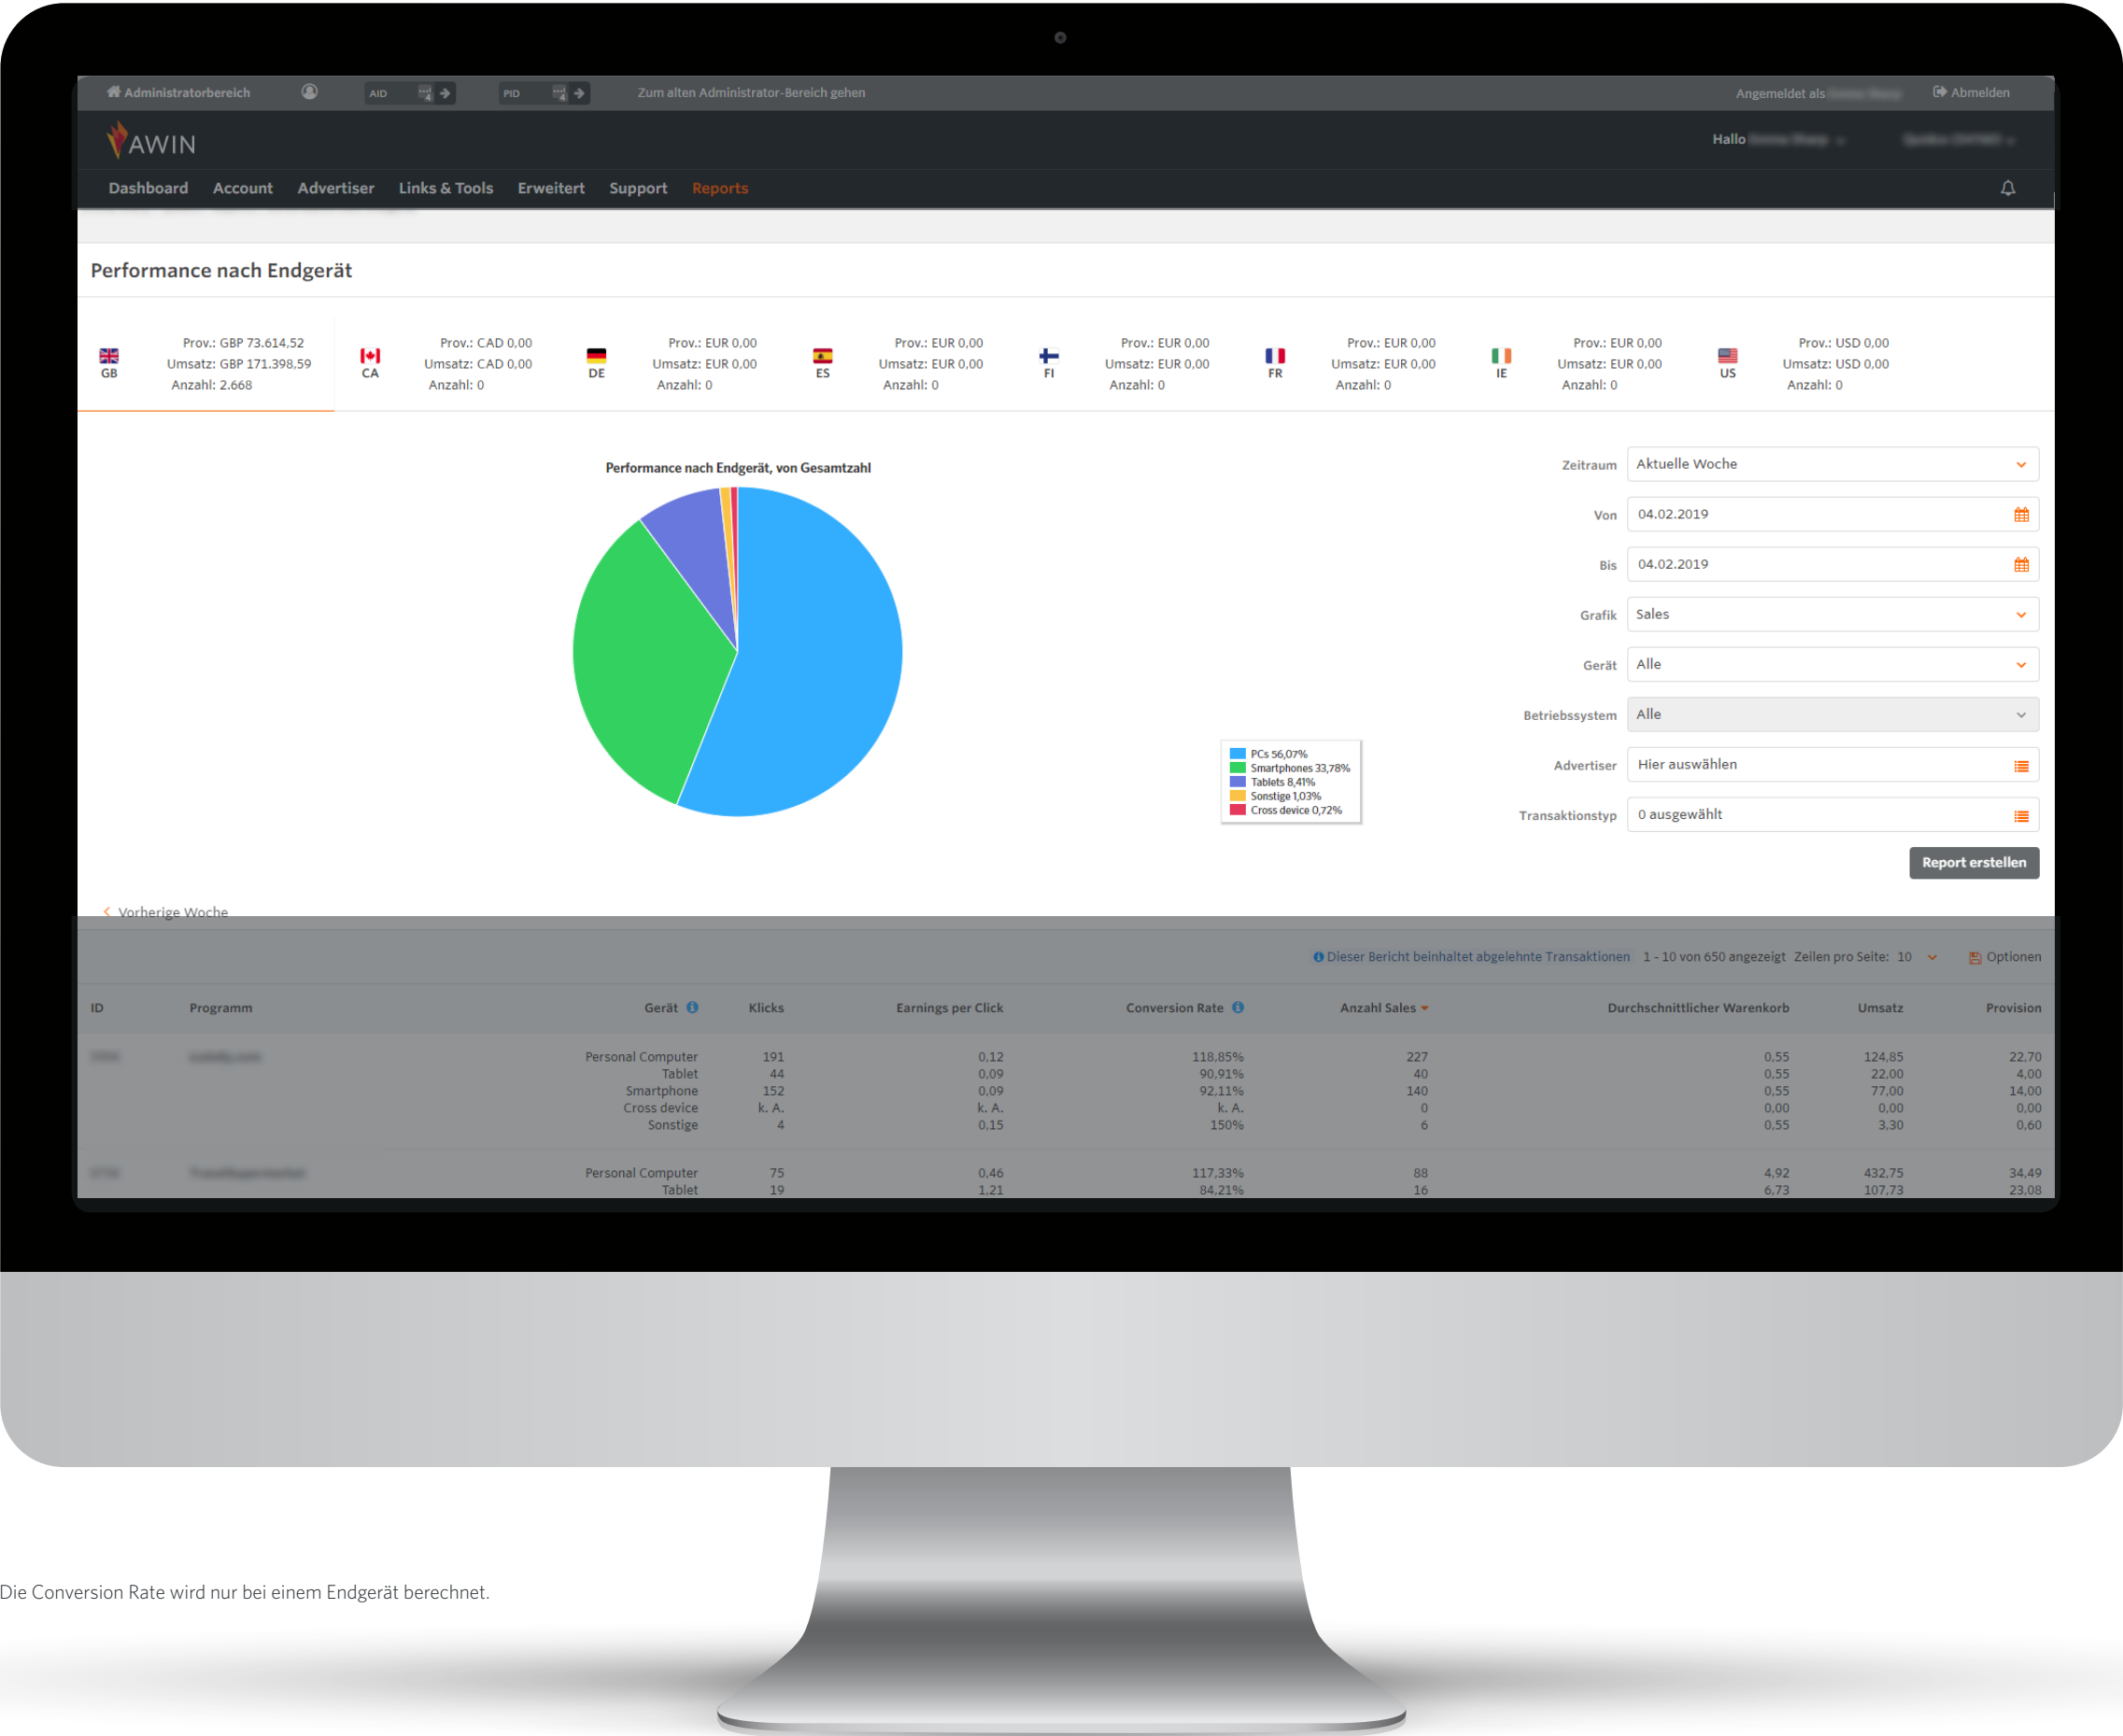 Administratorbereich AID PID Zum alten Administrator-Bereich gehen Angemeldet als Abmelden
AWIN Hallo
Dashboard Account Advertiser Links & Tools Erweitert Support Reports
Performance nach Endgerät
GB Prov.: GBP 73.614,52
Umsatz: GBP 171.398,59
Anzahl: 2.668
CA Prov.: CAD 0,00
Umsatz: CAD 0,00
Anzahl: 0
DE Prov.: EUR 0,00
Umsatz: EUR 0,00
Anzahl: 0
ES Prov.: EUR 0,00
Umsatz: EUR 0,00
Anzahl: 0
FI Prov.: EUR 0,00
Umsatz: EUR 0,00
Anzahl: 0
FR Prov.: EUR 0,00
Umsatz: EUR 0,00
Anzahl: 0
IE Prov.: EUR 0,00
Umsatz: EUR 0,00
Anzahl: 0
US Prov.: USD 0,00
Umsatz: USD 0,00
Anzahl: 0
Performance nach Endgerät, von Gesamtzahl
PCs 56,07%
Smartphones 33,78%
Tablets 8,41%
Sonstige 1,03%
Cross device 0,72%
Zeitraum Aktuelle Woche
Von 04.02.2019
Bis 04.02.2019
Grafik Sales
Gerät Alle
Betriebssystem Alle
Advertiser Hier auswählen
Transaktionstyp 0 ausgewählt
Report erstellen
Vorherige Woche
Dieser Bericht beinhaltet abgelehnte Transaktionen 1 - 10 von 650 angezeigt Zeilen pro Seite: 10 Optionen
ID Programm Gerät Klicks Earnings per Click Conversion Rate Anzahl Sales Durchschnittlicher Warenkorb Umsatz Provision
Personal Computer 191 0,12 118,85% 227 0,55 124,85 22,70
Tablet 44 0,09 90,91% 40 0,55 22,00 4,00
Smartphone 152 0,09 92,11% 140 0,55 77,00 14,00
Cross device k. A. k. A. k. A. 0 0,00 0,00 0,00
Sonstige 4 0,15 150% 6 0,55 3,30 0,60
Personal Computer 75 0,46 117,33% 88 4,92 432,75 34,49
Tablet 19 1,21 84,21% 16 6,73 107,73 23,08
Die Conversion Rate wird nur bei einem Endgerät berechnet.